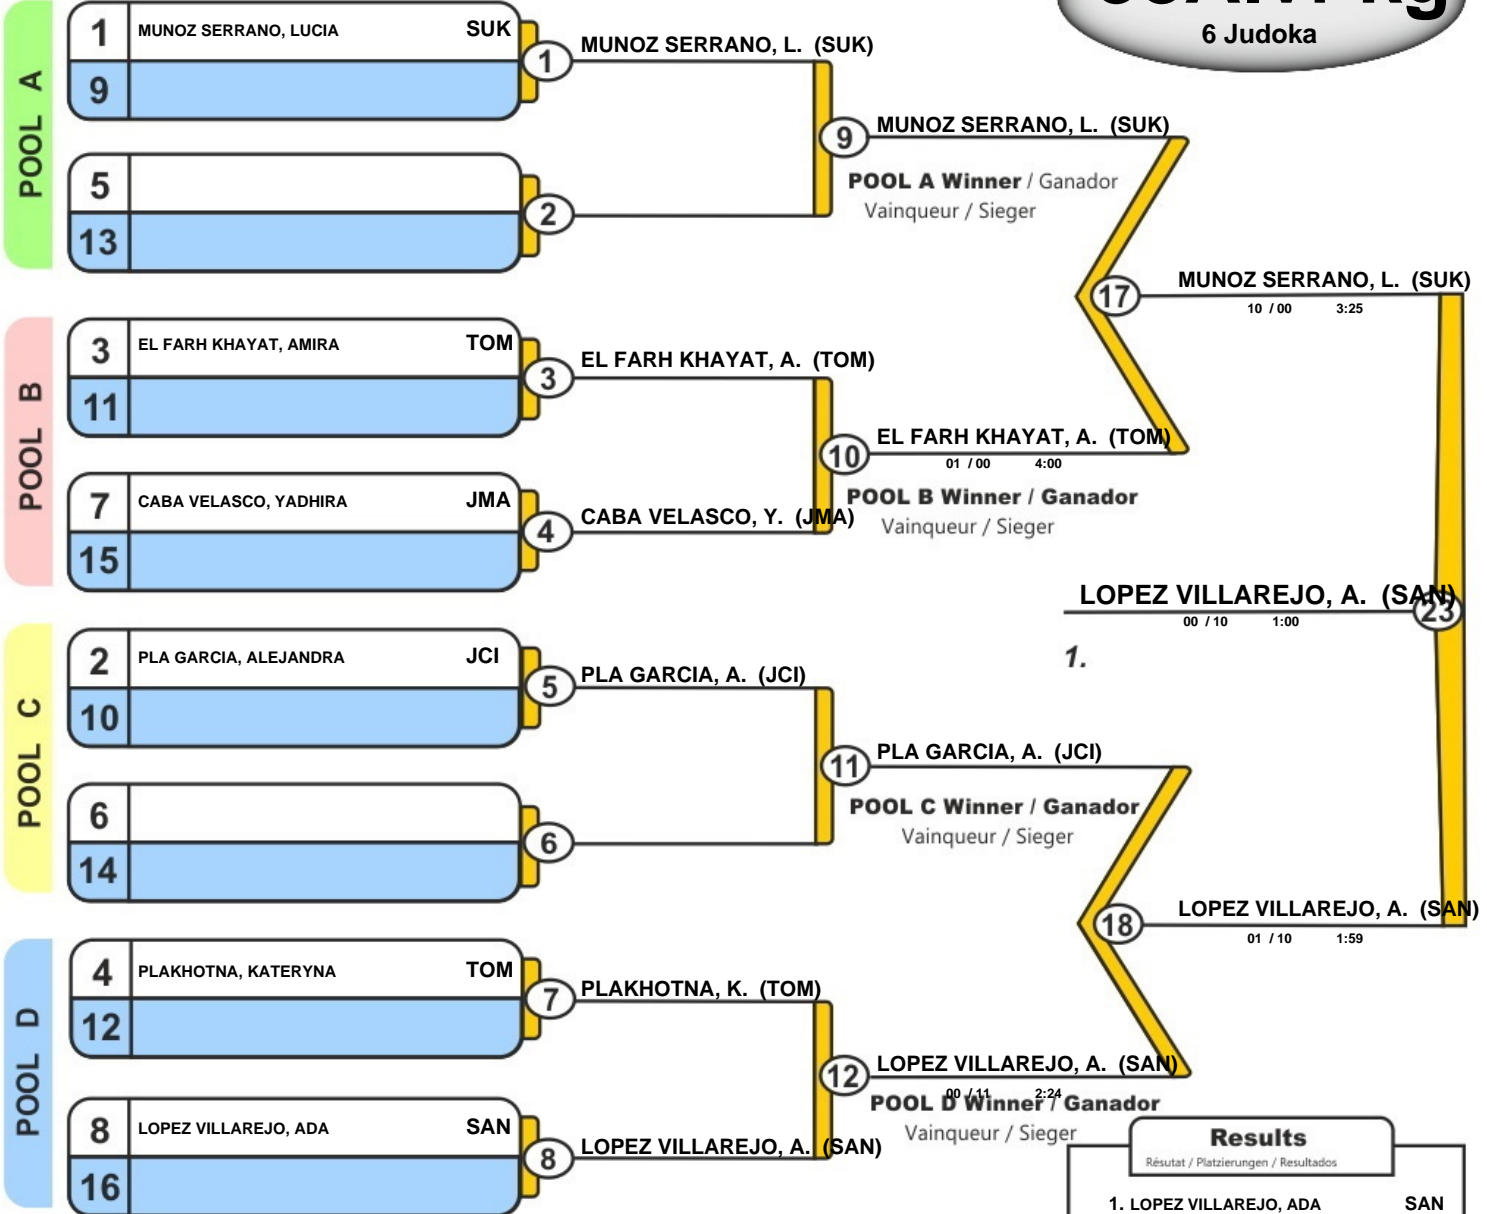 6 Judoka
POOL A
1 MUNOZ SERRANO, LUCIA SUK
9
1
MUNOZ SERRANO, L. (SUK)
5
13
2
9
MUNOZ SERRANO, L. (SUK)
POOL A Winner / Ganador
Vainqueur / Sieger
POOL B
3 EL FARH KHAYAT, AMIRA TOM
11
3
EL FARH KHAYAT, A. (TOM)
7 CABA VELASCO, YADHIRA JMA
15
4
CABA VELASCO, Y. (JMA)
10
EL FARH KHAYAT, A. (TOM)
01 / 00 4:00
POOL B Winner / Ganador
Vainqueur / Sieger
17
MUNOZ SERRANO, L. (SUK)
10 / 00 3:25
LOPEZ VILLAREJO, A. (SAN)
23
00 / 10 1:00
1.
POOL C
2 PLA GARCIA, ALEJANDRA JCI
10
5
PLA GARCIA, A. (JCI)
6
14
6
11
PLA GARCIA, A. (JCI)
POOL C Winner / Ganador
Vainqueur / Sieger
18
LOPEZ VILLAREJO, A. (SAN)
01 / 10 1:59
POOL D
4 PLAKHOTNA, KATERYNA TOM
12
7
PLAKHOTNA, K. (TOM)
8 LOPEZ VILLAREJO, ADA SAN
16
8
LOPEZ VILLAREJO, A. (SAN)
12
LOPEZ VILLAREJO, A. (SAN)
00 / 11 2:24
POOL D Winner / Ganador
Vainqueur / Sieger
Results
Résutat / Platzierungen / Resultados
1. LOPEZ VILLAREJO, ADA SAN